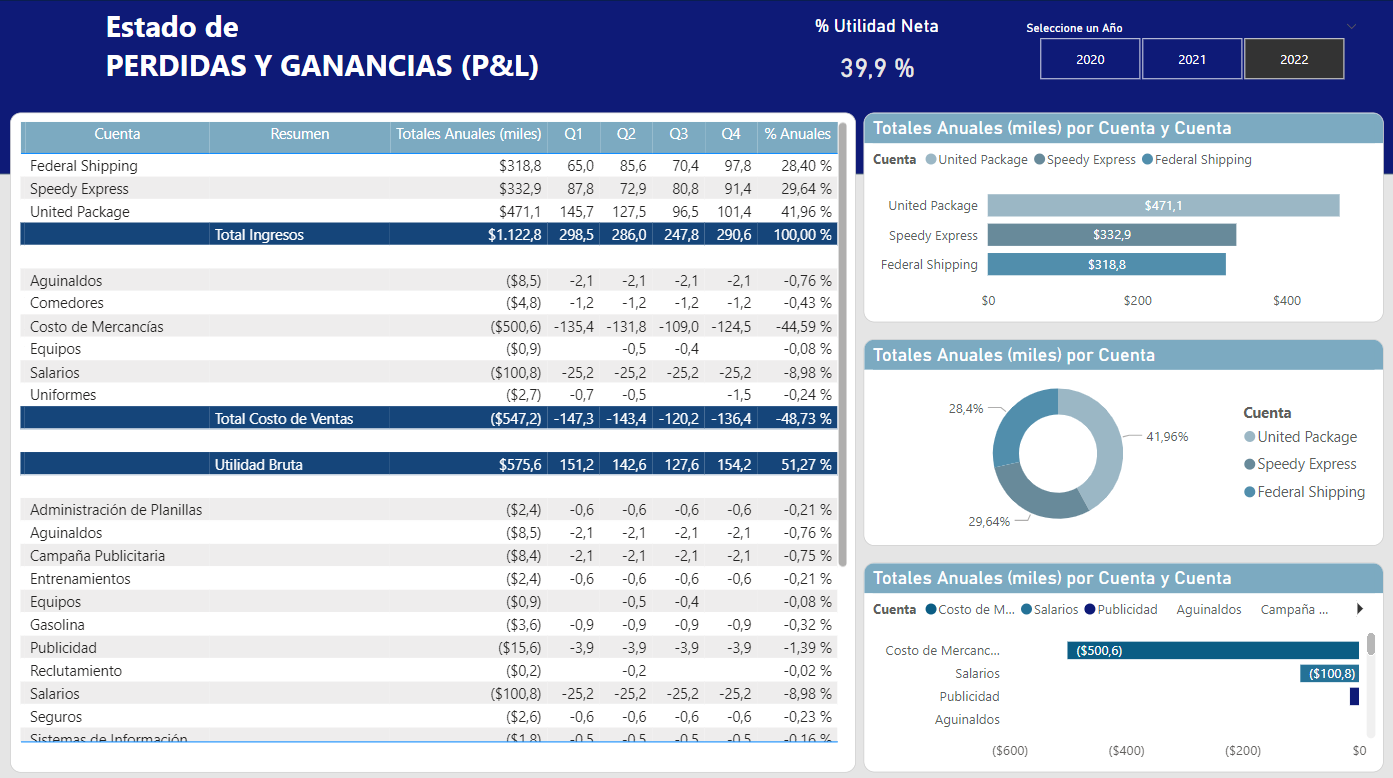 Estado de
PERDIDAS Y GANANCIAS (P&L)
% Utilidad Neta
39,9 %
Seleccione un Año
2020 2021 2022
Cuenta Resumen Totales Anuales (miles) Q1 Q2 Q3 Q4 % Anuales
Federal Shipping $318,8 65,0 85,6 70,4 97,8 28,40 %
Speedy Express $332,9 87,8 72,9 80,8 91,4 29,64 %
United Package $471,1 145,7 127,5 96,5 101,4 41,96 %
Total Ingresos $1.122,8 298,5 286,0 247,8 290,6 100,00 %
Aguinaldos ($8,5) -2,1 -2,1 -2,1 -2,1 -0,76 %
Comedores ($4,8) -1,2 -1,2 -1,2 -1,2 -0,43 %
Costo de Mercancías ($500,6) -135,4 -131,8 -109,0 -124,5 -44,59 %
Equipos ($0,9) -0,5 -0,4 -0,08 %
Salarios ($100,8) -25,2 -25,2 -25,2 -25,2 -8,98 %
Uniformes ($2,7) -0,7 -0,5 -1,5 -0,24 %
Total Costo de Ventas ($547,2) -147,3 -143,4 -120,2 -136,4 -48,73 %
Utilidad Bruta $575,6 151,2 142,6 127,6 154,2 51,27 %
Administración de Planillas ($2,4) -0,6 -0,6 -0,6 -0,6 -0,21 %
Aguinaldos ($8,5) -2,1 -2,1 -2,1 -2,1 -0,76 %
Campaña Publicitaria ($8,4) -2,1 -2,1 -2,1 -2,1 -0,75 %
Entrenamientos ($2,4) -0,6 -0,6 -0,6 -0,6 -0,21 %
Equipos ($0,9) -0,5 -0,4 -0,08 %
Gasolina ($3,6) -0,9 -0,9 -0,9 -0,9 -0,32 %
Publicidad ($15,6) -3,9 -3,9 -3,9 -3,9 -1,39 %
Reclutamiento ($0,2) -0,2 -0,02 %
Salarios ($100,8) -25,2 -25,2 -25,2 -25,2 -8,98 %
Seguros ($2,6) -0,6 -0,6 -0,6 -0,6 -0,23 %
Sistemas de Información ($1,8) -0,5 -0,5 -0,5 -0,5 -0,16 %
Totales Anuales (miles) por Cuenta y Cuenta
Cuenta United Package Speedy Express Federal Shipping
United Package $471,1
Speedy Express $332,9
Federal Shipping $318,8
$0 $200 $400
Totales Anuales (miles) por Cuenta
28,4%
41,96%
29,64%
Cuenta
United Package
Speedy Express
Federal Shipping
Totales Anuales (miles) por Cuenta y Cuenta
Cuenta Costo de M... Salarios Publicidad Aguinaldos Campaña ...
Costo de Mercanc... ($500,6)
Salarios ($100,8)
Publicidad
Aguinaldos
($600) ($400) ($200) $0